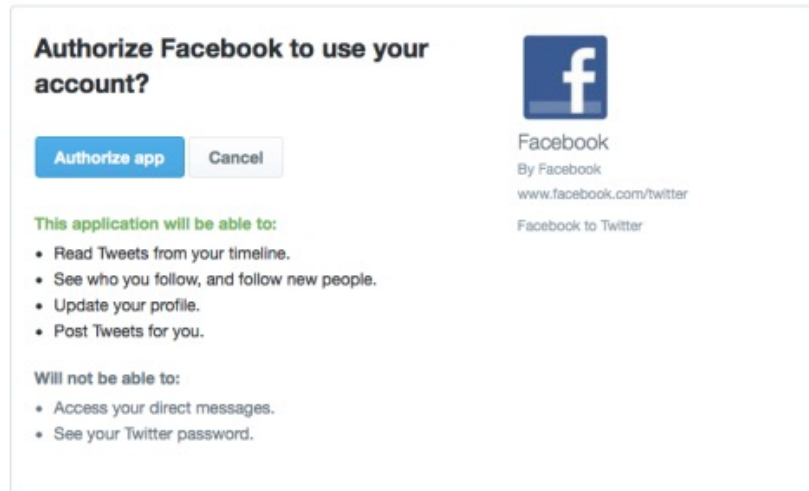 Authorize Facebook to use your
account?
Authorize app
Cancel
This application will be able to:
• Read Tweets from your timeline.
• See who you follow, and follow new people.
• Update your profile.
• Post Tweets for you.
Will not be able to:
• Access your direct messages.
• See your Twitter password.
f
Facebook
By Facebook
www.facebook.com/twitter
Facebook to Twitter